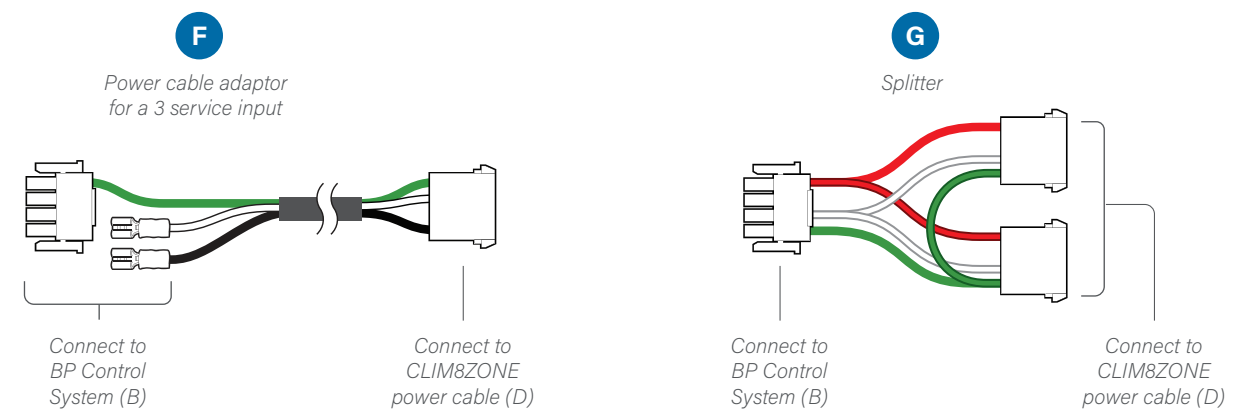 F
Power cable adaptor
for a 3 service input
Connect to
BP Control
System (B)
Connect to
CLIM8ZONE
power cable (D)
G
Splitter
Connect to
BP Control
System (B)
Connect to
CLIM8ZONE
power cable (D)